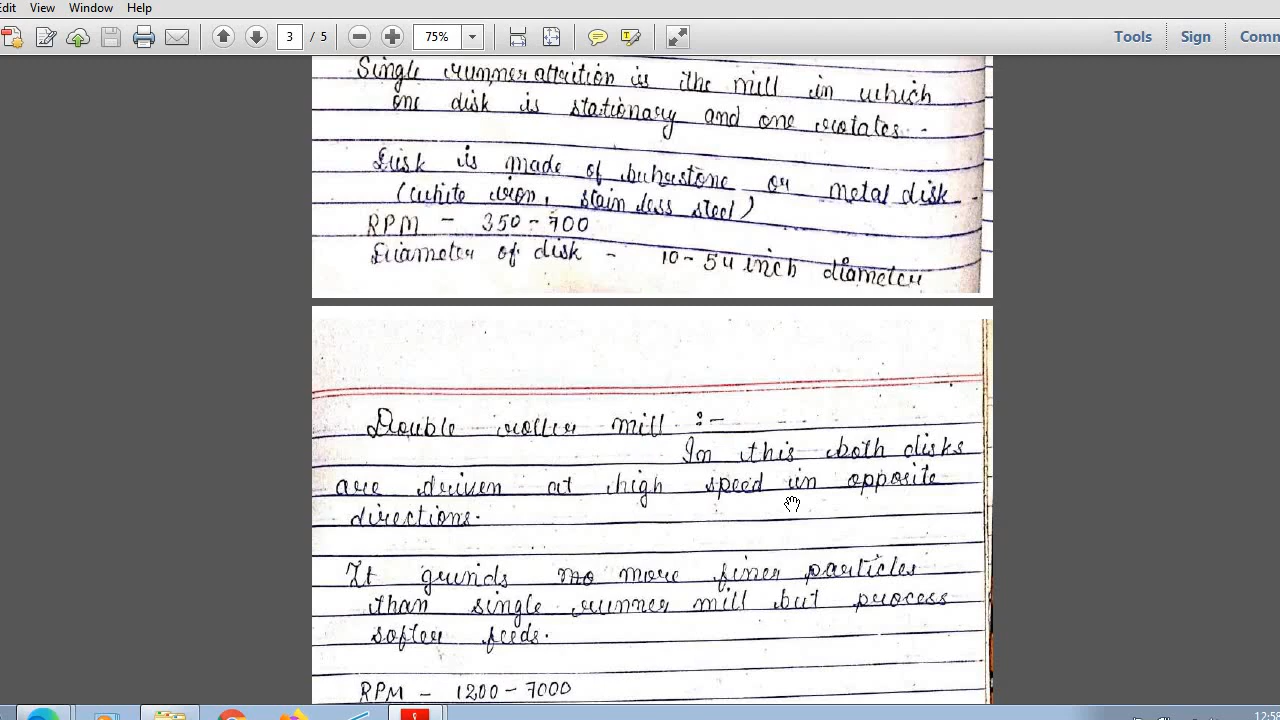 Edit View Window Help
3 / 5 75% Tools Sign Comm
Single runner attrition is the mill in which
one disk is stationary and one rotates.
Disk is made of buhrstone or metal disk
(white iron, stain less steel)
RPM - 350-700
Diameter of disk - 10-54 inch diameter
Double roller mill :-
In this both disks
are driven at high speed in opposite
directions.
It grinds more finer particles
than single runner mill but process
softer feeds.
RPM - 1200-7000
12:59